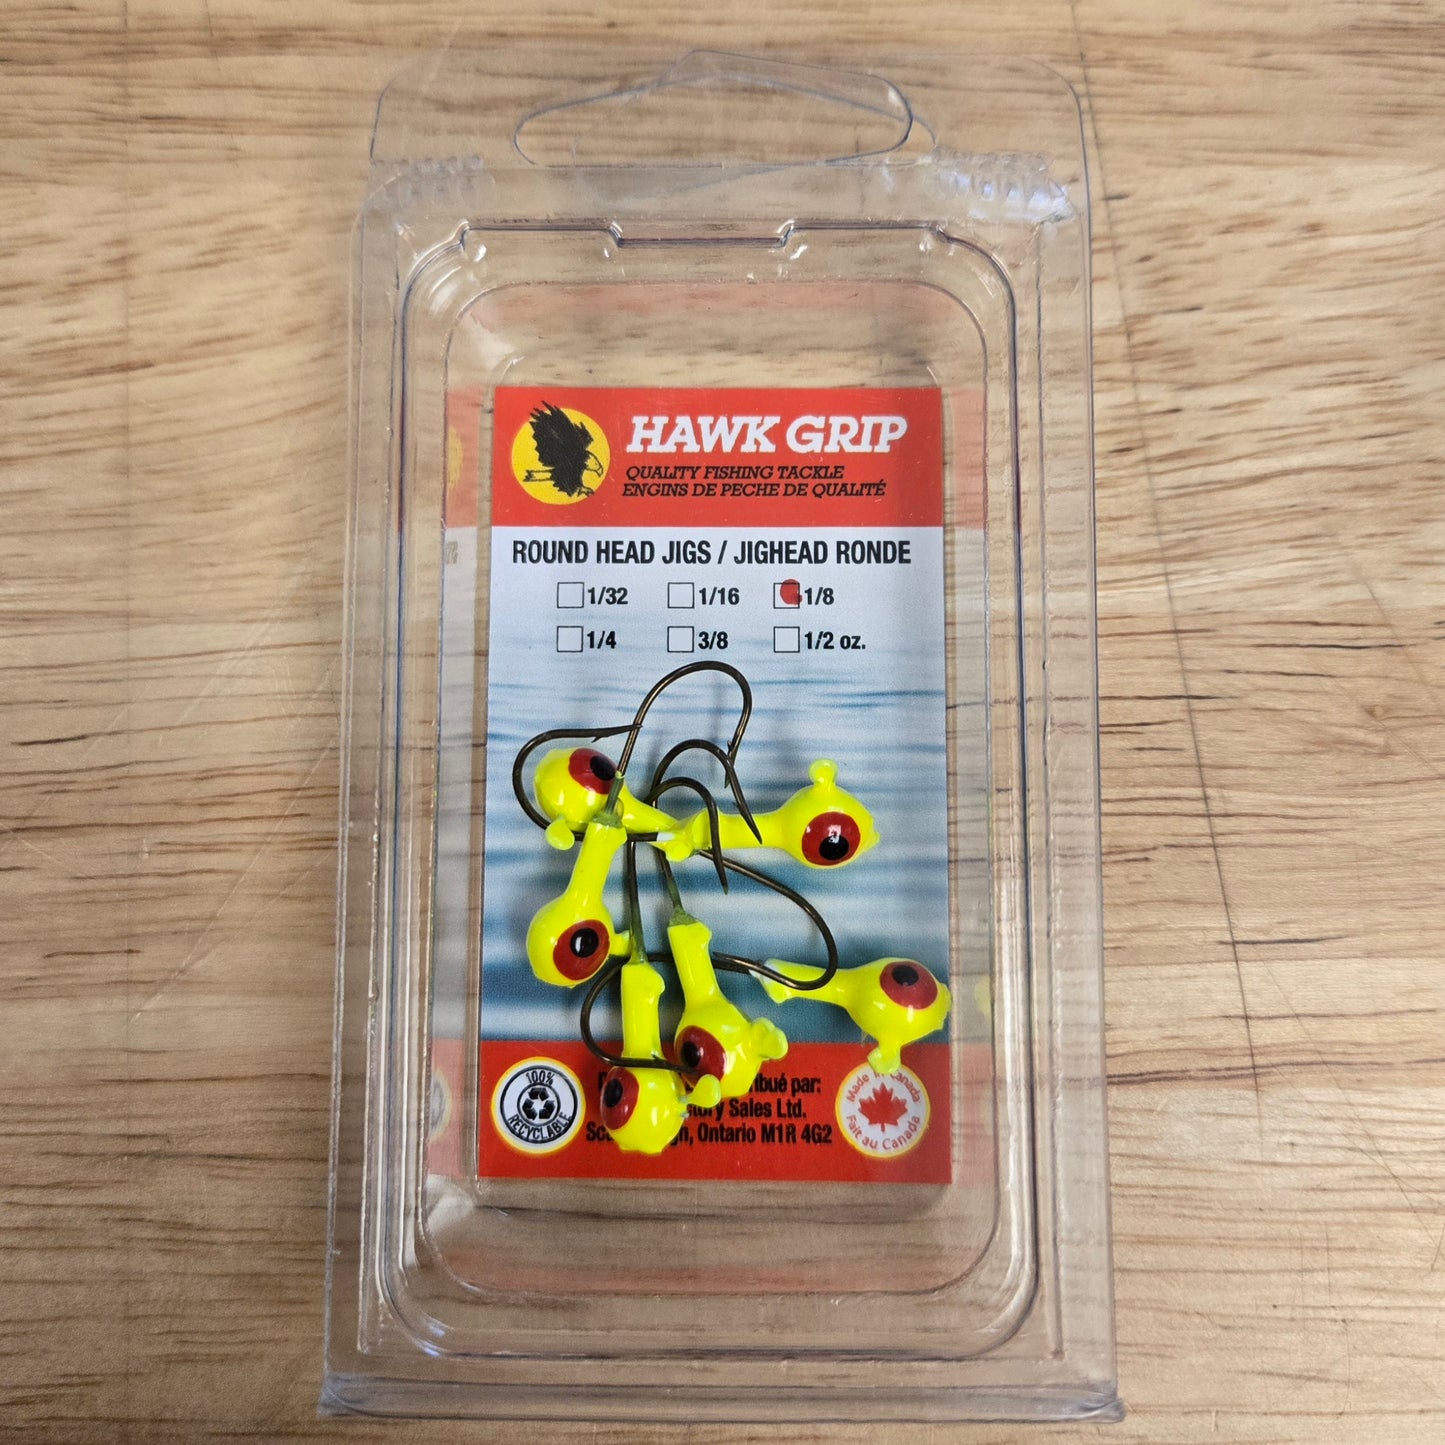 HAWK GRIP
QUALITY FISHING TACKLE
ENGINS DE PECHE DE QUALITÉ
ROUND HEAD JIGS / JIGHEAD RONDE
1/32 1/16 1/8
1/4 3/8 1/2 oz.
100%
RECYCLABLE
par:
Sales Ltd.
Ontario M1R 4G2
Made in Canada
Fait au Canada